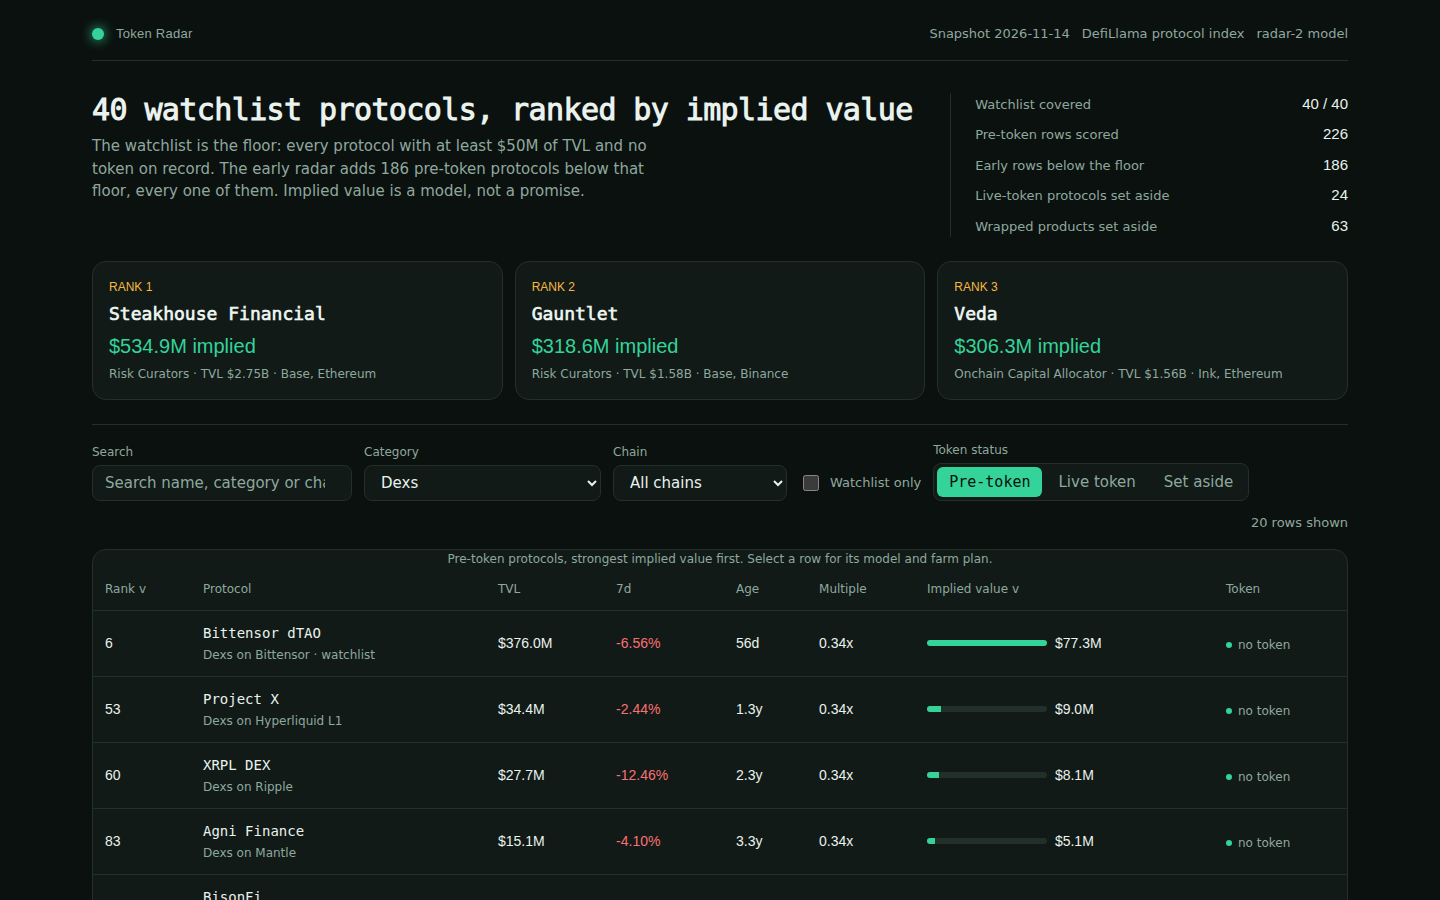 Token Radar
Snapshot 2026-11-14 DefiLlama protocol index radar-2 model
40 watchlist protocols, ranked by implied value
The watchlist is the floor: every protocol with at least $50M of TVL and no
token on record. The early radar adds 186 pre-token protocols below that
floor, every one of them. Implied value is a model, not a promise.
Watchlist covered 40 / 40
Pre-token rows scored 226
Early rows below the floor 186
Live-token protocols set aside 24
Wrapped products set aside 63
RANK 1
Steakhouse Financial
$534.9M implied
Risk Curators · TVL $2.75B · Base, Ethereum
RANK 2
Gauntlet
$318.6M implied
Risk Curators · TVL $1.58B · Base, Binance
RANK 3
Veda
$306.3M implied
Onchain Capital Allocator · TVL $1.56B · Ink, Ethereum
Search
Search name, category or cha
Category
Dexs
Chain
All chains
Watchlist only
Token status
Pre-token Live token Set aside
20 rows shown
Pre-token protocols, strongest implied value first. Select a row for its model and farm plan.
Rank v Protocol TVL 7d Age Multiple Implied value v Token
6 Bittensor dTAO $376.0M -6.56% 56d 0.34x $77.3M no token
Dexs on Bittensor · watchlist
53 Project X $34.4M -2.44% 1.3y 0.34x $9.0M no token
Dexs on Hyperliquid L1
60 XRPL DEX $27.7M -12.46% 2.3y 0.34x $8.1M no token
Dexs on Ripple
83 Agni Finance $15.1M -4.10% 3.3y 0.34x $5.1M no token
Dexs on Mantle
BisonFi